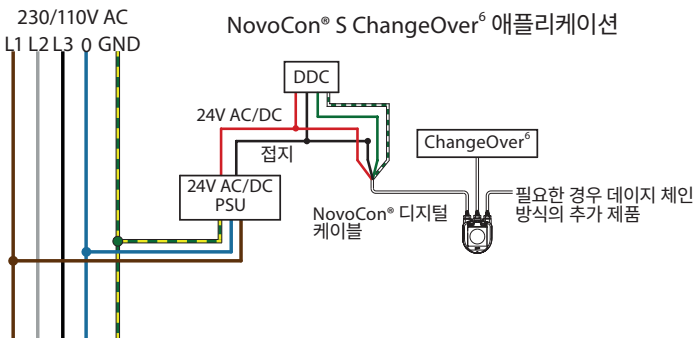 230/110V AC
NovoCon® S ChangeOver⁶ 애플리케이션
L1 L2 L3 0 GND
DDC
24V AC/DC
접지
ChangeOver⁶
24V AC/DC
PSU
NovoCon® 디지털
케이블
필요한 경우 데이지 체인
방식의 추가 제품